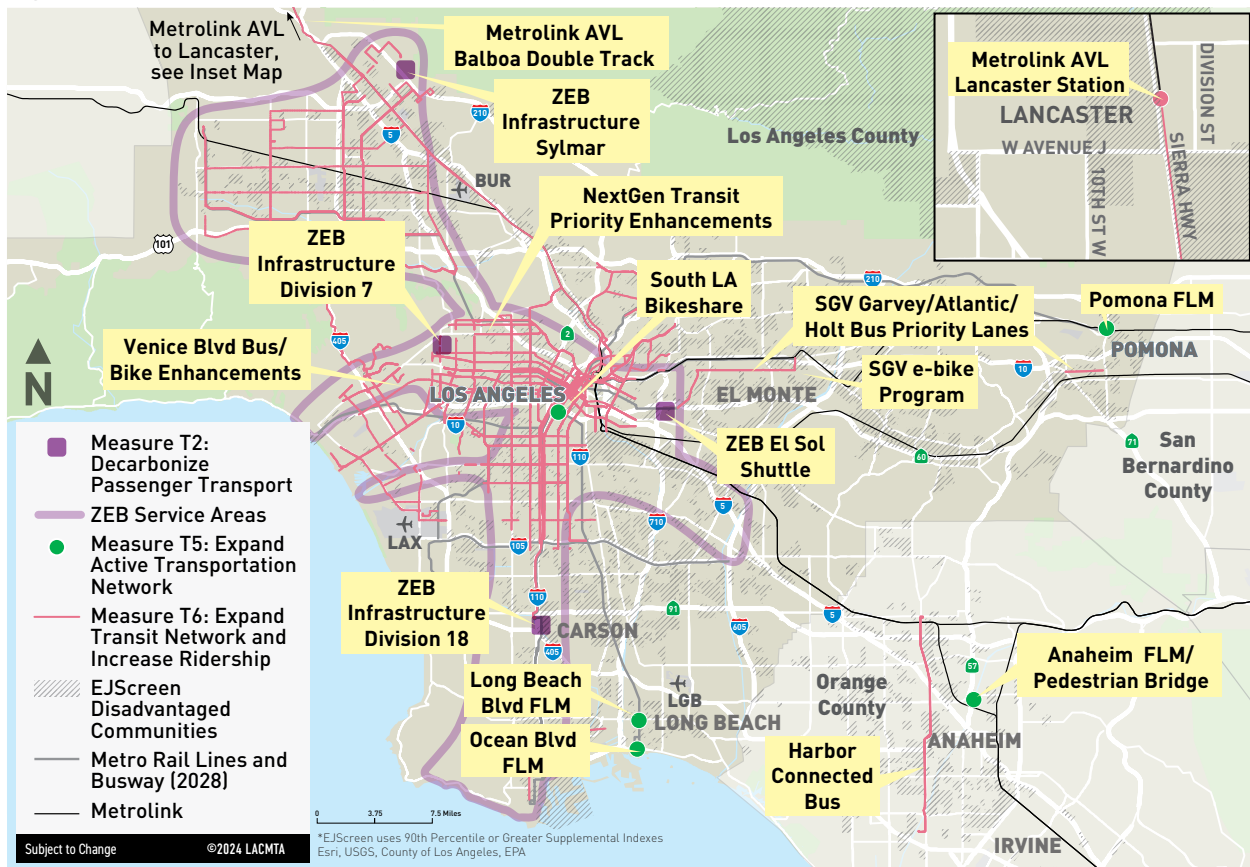 Metrolink AVL
to Lancaster,
see Inset Map
Metrolink AVL
Balboa Double Track
ZEB
Infrastructure
Sylmar
Los Angeles County
Metrolink AVL
Lancaster Station
LANCASTER
W AVENUE J
10TH ST W
DIVISION ST
SIERRA HWY
5
210
BUR
101
NextGen Transit
Priority Enhancements
ZEB
Infrastructure
Division 7
South LA
Bikeshare
210
SGV Garvey/Atlantic/
Holt Bus Priority Lanes
Pomona FLM
POMONA
405
2
N
Venice Blvd Bus/
Bike Enhancements
LOS ANGELES
EL MONTE
10
SGV e-bike
Program
10
110
ZEB El Sol
Shuttle
60
71
San
Bernardino
County
5
710
LAX
105
ZEB
Infrastructure
Division 18
110
CARSON
91
405
605
5
57
Long Beach
Blvd FLM
LGB
LONG BEACH
Ocean Blvd
FLM
Orange
County
Anaheim FLM/
Pedestrian Bridge
ANAHEIM
Harbor
Connected
Bus
IRVINE
Measure T2:
Decarbonize
Passenger Transport
ZEB Service Areas
Measure T5: Expand
Active Transportation
Network
Measure T6: Expand
Transit Network and
Increase Ridership
EJScreen
Disadvantaged
Communities
Metro Rail Lines and
Busway (2028)
Metrolink
Subject to Change ©2024 LACMTA
0 3.75 7.5 Miles
*EJScreen uses 90th Percentile or Greater Supplemental Indexes
Esri, USGS, County of Los Angeles, EPA